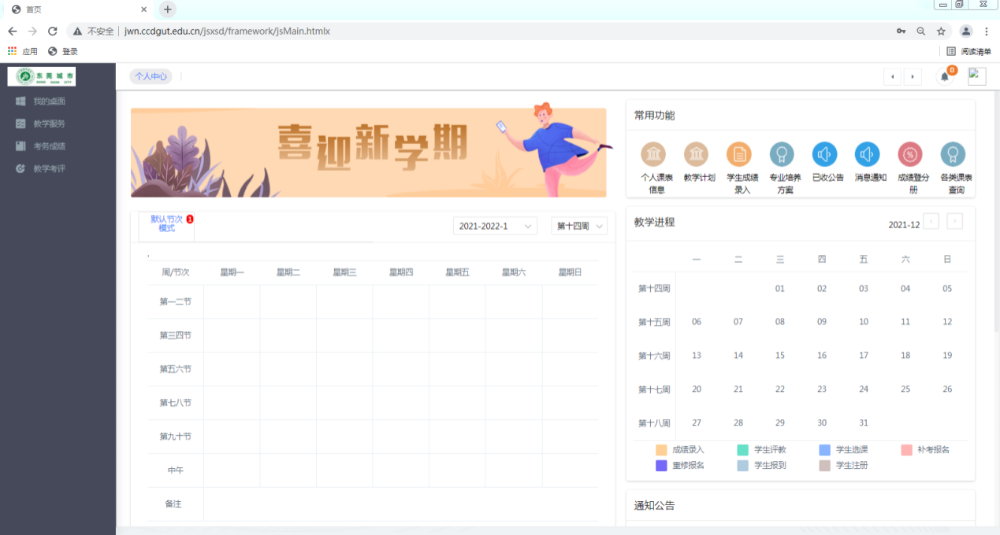 首页
不安全 jwn.ccdgut.edu.cn/jsxsd/framework/jsMain.htmlx
应用 登录 阅读清单
东莞城市
DONG GUAN CITY
个人中心
0
我的桌面
教学服务
考务成绩
教学考评
喜迎新学期
默认节次
模式
1
2021-2022-1 第十四周
周/节次 星期一 星期二 星期三 星期四 星期五 星期六 星期日
第一二节
第三四节
第五六节
第七八节
第九十节
中午
备注
常用功能
个人课表 教学计划 学生成绩 专业培养 已收公告 消息通知 成绩登分 各类课表
信息 录入 方案 册 查询
教学进程 2021-12
一 二 三 四 五 六 日
第十四周 01 02 03 04 05
第十五周 06 07 08 09 10 11 12
第十六周 13 14 15 16 17 18 19
第十七周 20 21 22 23 24 25 26
第十八周 27 28 29 30 31
成绩录入 学生评教 学生选课 补考报名
重修报名 学生报到 学生注册
通知公告